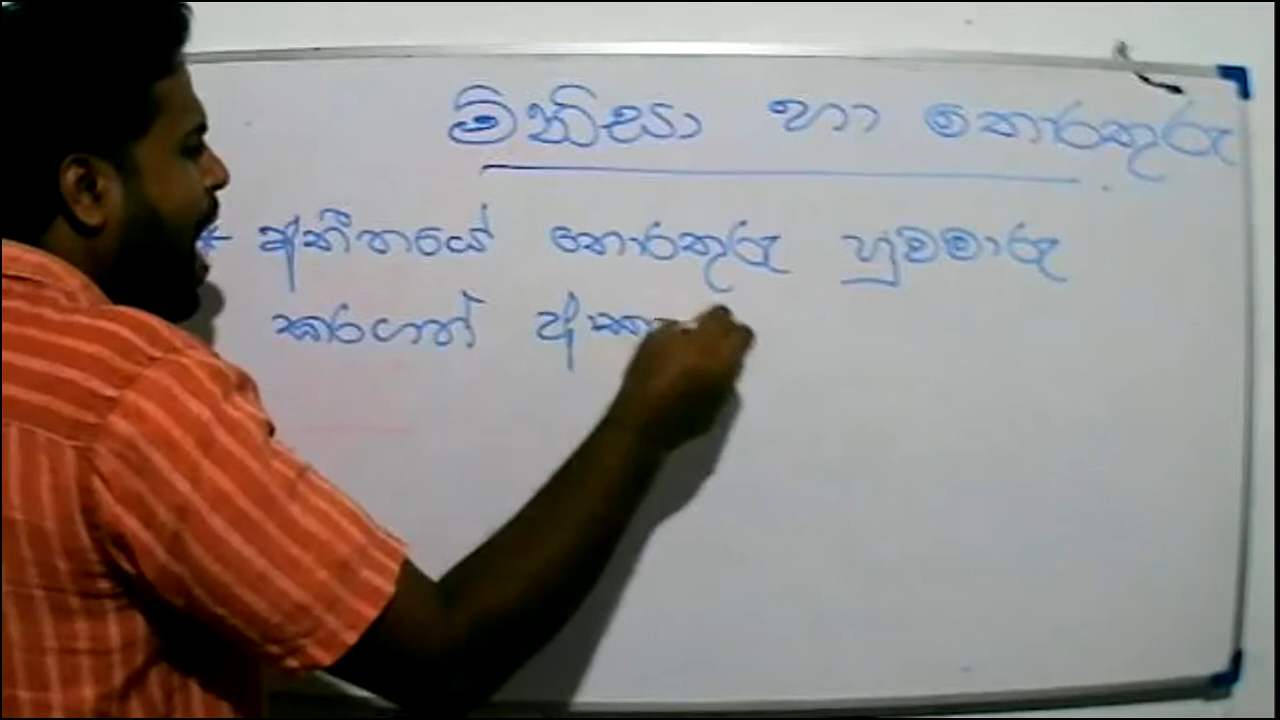 මිනිසා හා තොරතුරු
* අතීතයේ තොරතුරු හුවමාරු
කරගත්